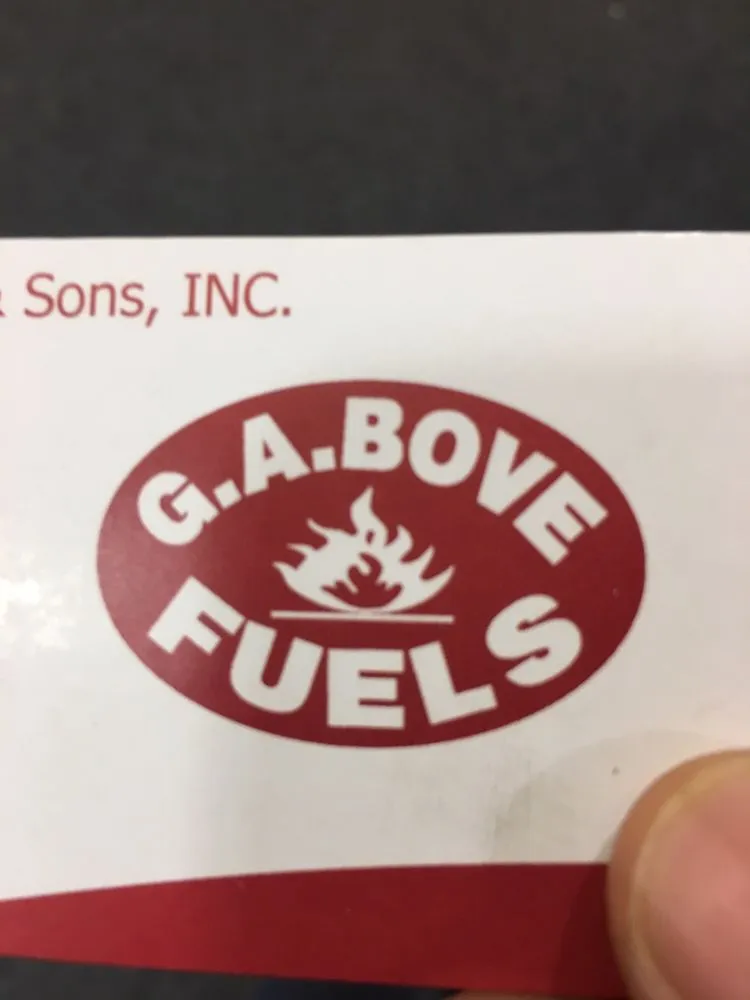 & Sons, INC.
G.A.BOVE
FUELS